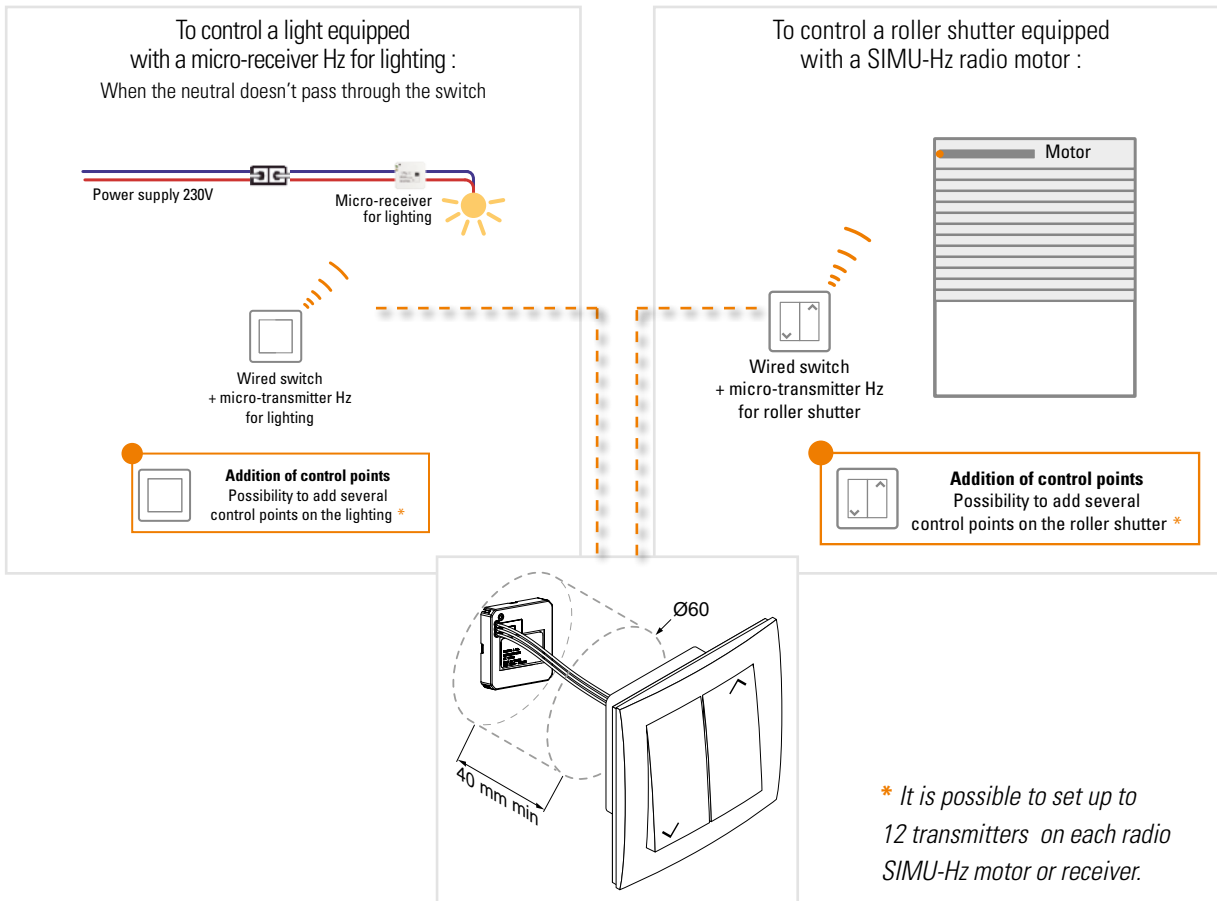 To control a light equipped
with a micro-receiver Hz for lighting :
When the neutral doesn't pass through the switch
Power supply 230V
Micro-receiver
for lighting
Wired switch
+ micro-transmitter Hz
for lighting
Addition of control points
Possibility to add several
control points on the lighting *
To control a roller shutter equipped
with a SIMU-Hz radio motor :
Motor
Wired switch
+ micro-transmitter Hz
for roller shutter
Addition of control points
Possibility to add several
control points on the roller shutter *
Ø60
40 mm min
* It is possible to set up to
12 transmitters on each radio
SIMU-Hz motor or receiver.